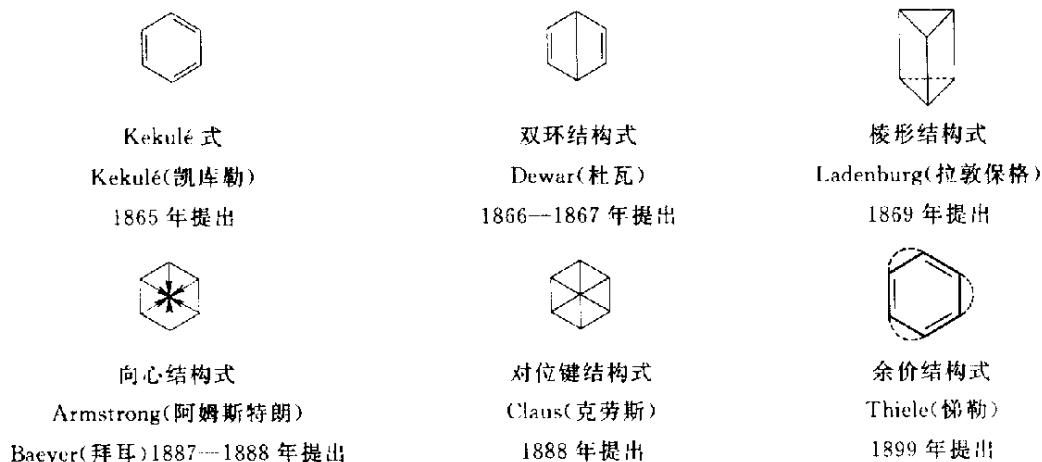 Kekulé 式
Kekulé(凯库勒)
1865 年提出
双环结构式
Dewar(杜瓦)
1866—1867 年提出
棱形结构式
Ladenburg(拉敦保格)
1869 年提出
向心结构式
Armstrong(阿姆斯特朗)
Baeyer(拜耳)1887—1888 年提出
对位键结构式
Claus(克劳斯)
1888 年提出
余价结构式
Thiele(悌勒)
1899 年提出